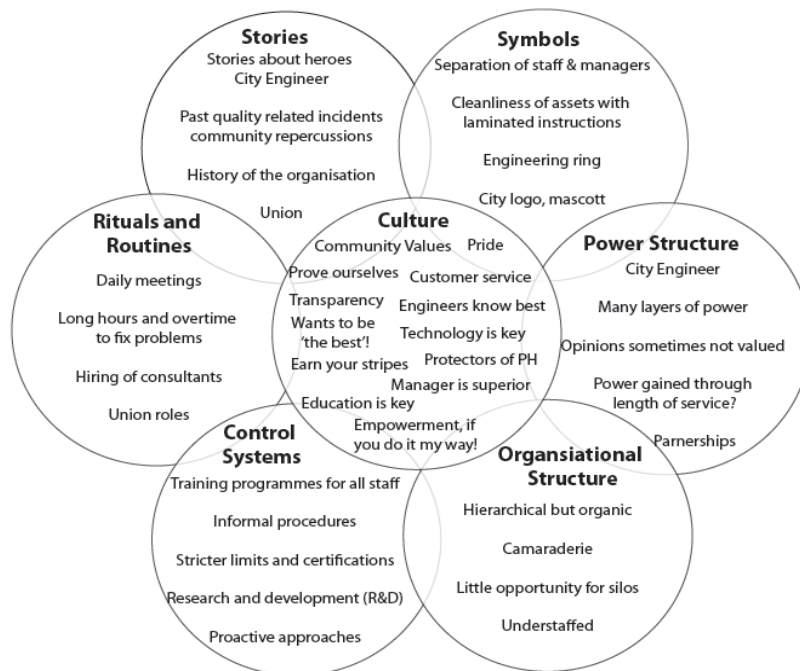 Stories
Stories about heroes
City Engineer
Past quality related incidents
community repercussions
History of the organisation
Union
Symbols
Separation of staff & managers
Cleanliness of assets with
laminated instructions
Engineering ring
City logo, mascott
Rituals and
Routines
Daily meetings
Long hours and overtime
to fix problems
Hiring of consultants
Union roles
Culture
Community Values
Pride
Prove ourselves
Customer service
Transparency
Engineers know best
Wants to be
'the best'!
Technology is key
Earn your stripes
Protectors of PH
Manager is superior
Education is key
Empowerment, if
you do it my way!
Power Structure
City Engineer
Many layers of power
Opinions sometimes not valued
Power gained through
length of service?
Parnerships
Control
Systems
Training programmes for all staff
Informal procedures
Stricter limits and certifications
Research and development (R&D)
Proactive approaches
Organsiational
Structure
Hierarchical but organic
Camaraderie
Little opportunity for silos
Understaffed